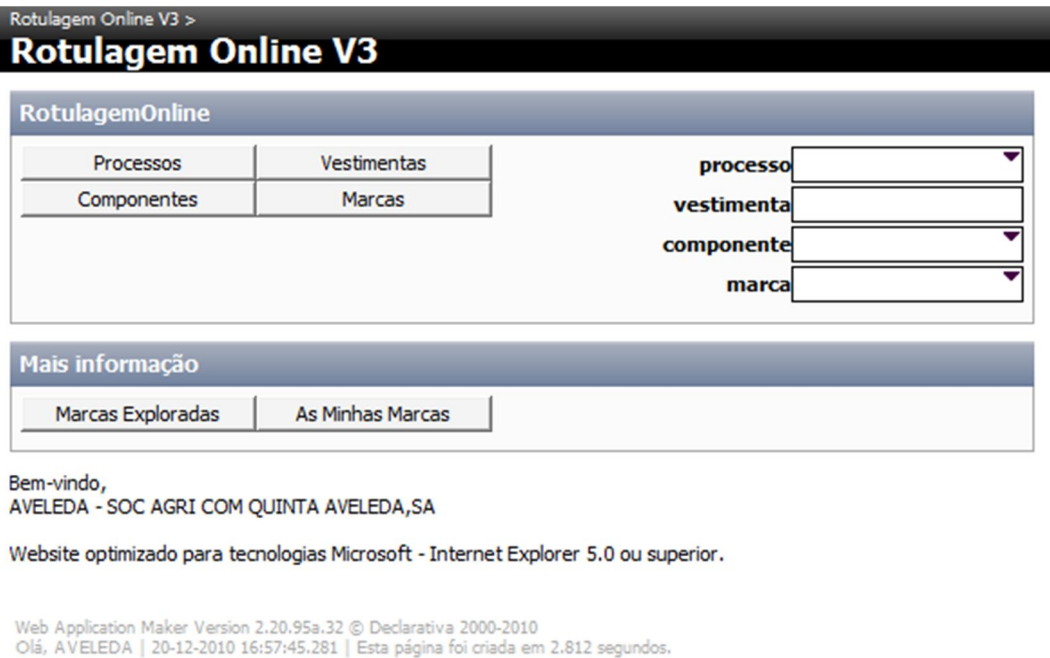 Rotulagem Online V3 >
Rotulagem Online V3
RotulagemOnline
Processos Vestimentas
Componentes Marcas
processo
vestimenta
componente
marca
Mais informação
Marcas Exploradas As Minhas Marcas
Bem-vindo,
AVELEDA - SOC AGRI COM QUINTA AVELEDA,SA
Website optimizado para tecnologias Microsoft - Internet Explorer 5.0 ou superior.
Web Application Maker Version 2.20.95a.32 © Declarativa 2000-2010
Olá, AVELEDA | 20-12-2010 16:57:45.281 | Esta página foi criada em 2.812 segundos.